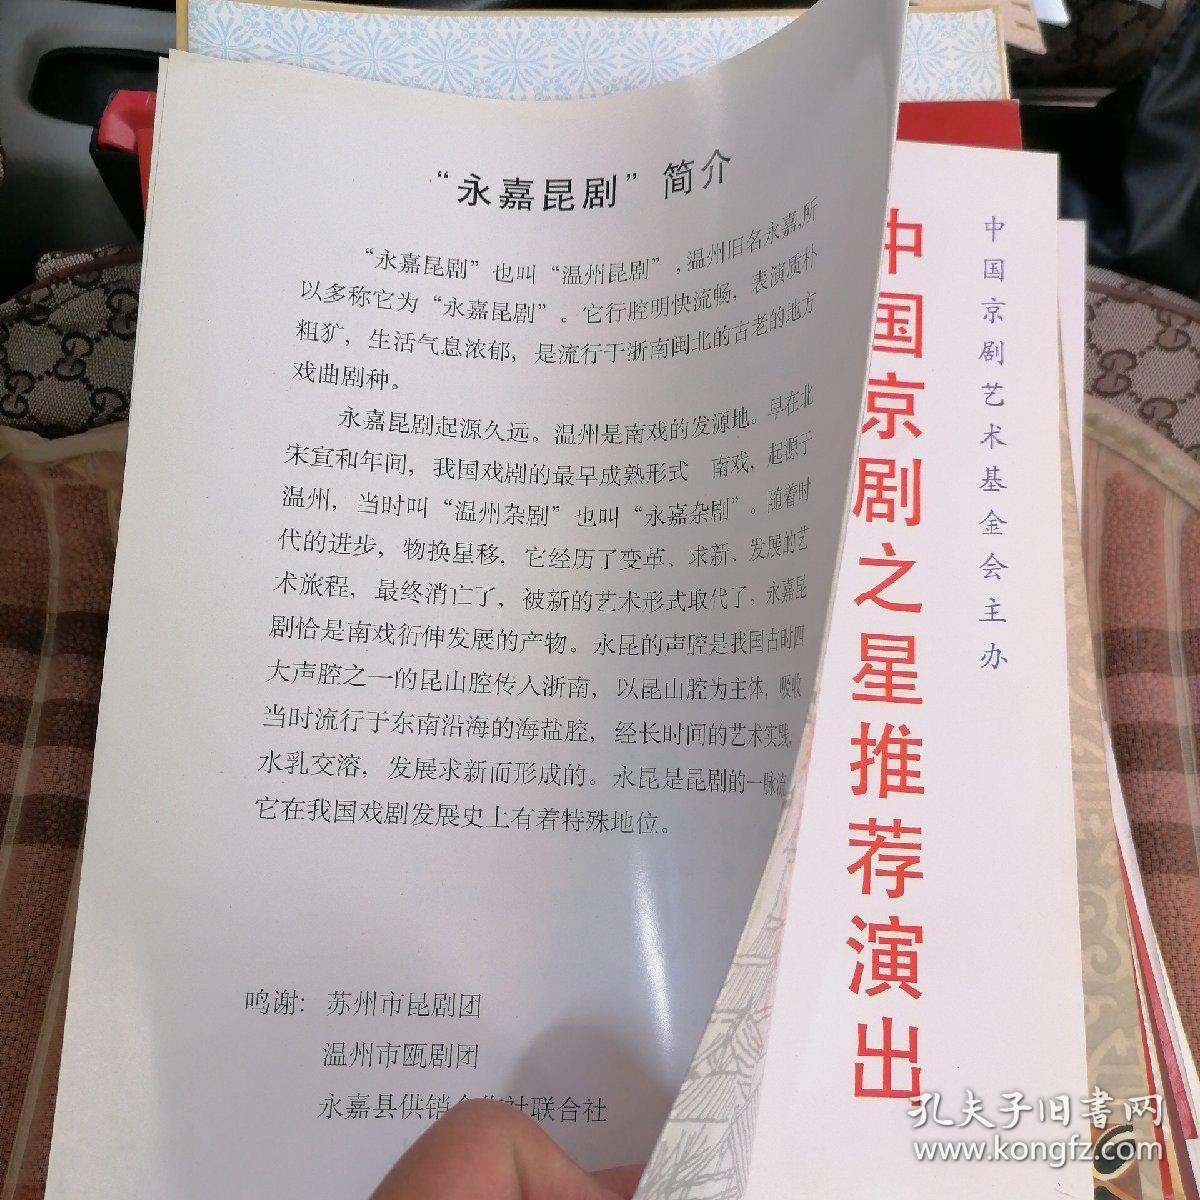 “永嘉昆剧”简介
“永嘉昆剧”也叫“温州昆剧”，温州旧名永嘉，所
以多称它为“永嘉昆剧”。它行腔明快流畅，表演质朴
粗犷，生活气息浓郁，是流行于浙南闽北的古老的地方
戏曲剧种。
永嘉昆剧起源久远。温州是南戏的发源地。早在北
宋宣和年间，我国戏剧的最早成熟形式 南戏，起源于
温州，当时叫“温州杂剧”也叫“永嘉杂剧”。随着时
代的进步，物换星移，它经历了变革、求新、发展的艺
术旅程，最终消亡了，被新的艺术形式取代了，永嘉昆
剧恰是南戏衍伸发展的产物。永昆的声腔是我国古时四
大声腔之一的昆山腔传入浙南，以昆山腔为主体，吸收
当时流行于东南沿海的海盐腔，经长时间的艺术实践，
水乳交溶，发展求新而形成的。永昆是昆剧的一脉流
它在我国戏剧发展史上有着特殊地位。
鸣谢：苏州市昆剧团
温州市瓯剧团
永嘉县供销合作社联合社
中国京剧之星推荐演出
中国京剧艺术基金会主办
孔夫子旧书网
www.kongfz.com